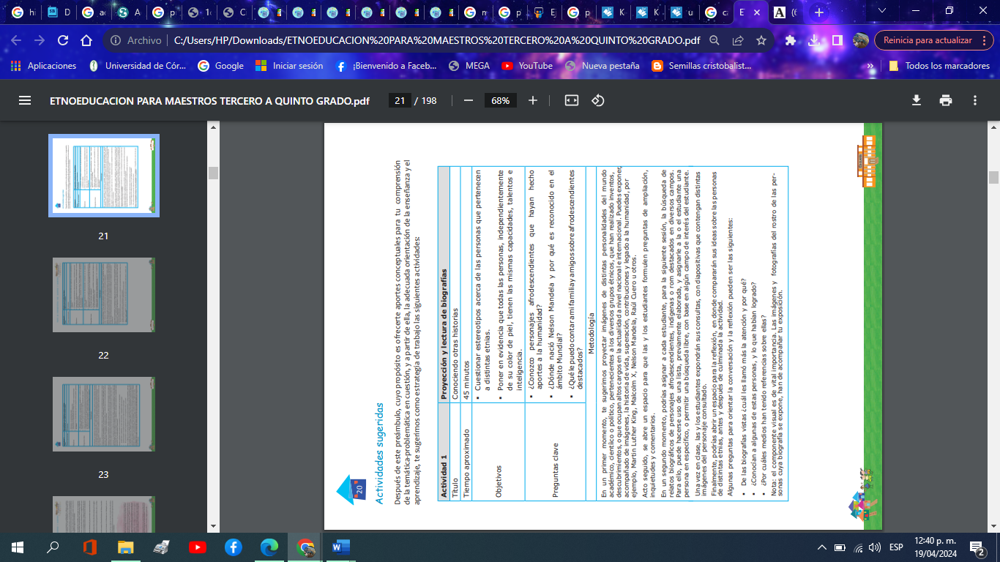 hi
D
ac
A
p
1
C
m
p
E
p
K
K
u
ca
E
(6
Archivo
C:/Users/HP/Downloads/ETNOEDUCACION%20PARA%20MAESTROS%20TERCERO%20A%20QUINTO%20GRADO.pdf
Reinicia para actualizar
Aplicaciones
Universidad de Cór...
Google
Iniciar sesión
¡Bienvenido a Faceb...
MEGA
YouTube
Nueva pestaña
Semillas cristobalist...
»
Todos los marcadores
ETNOEDUCACION PARA MAESTROS TERCERO A QUINTO GRADO.pdf
21 / 198
68%
21
22
23
20
Actividades sugeridas
Después de este preámbulo, cuyo propósito es ofrecerte aportes conceptuales para tu comprensión
de la temática-problemática en cuestión, y a partir de ella, la adecuada orientación de la enseñanza y el
aprendizaje, te sugerimos como estrategia de trabajo las siguientes actividades:
Actividad 1
Proyección y lectura de biografías
Título
Conociendo otras historias
Tiempo aproximado
45 minutos
Objetivos
• Cuestionar estereotipos acerca de las personas que pertenecen
a distintas etnias.
• Poner en evidencia que todas las personas, independientemente
de su color de piel, tienen las mismas capacidades, talentos e
inteligencia.
Preguntas clave
• ¿Conozco personajes afrodescendientes que hayan hecho
aportes a la humanidad?
• ¿Dónde nació Nelson Mandela y por qué es reconocido en el
ámbito Mundial?
• ¿Qué le puedo contar a mi familia y amigos sobre afrodescendientes
destacados?
Metodología
En un primer momento, te sugerimos proyectar imágenes de distintas personalidades del mundo
académico, científico o político, pertenecientes a los diversos grupos étnicos, que han realizado inventos,
descubrimientos, o que ocupan altos cargos en la actualidad a nivel nacional e internacional. Puedes exponer,
acompañado de imágenes, la historia de vida, superación, contribuciones y legado a la humanidad, por
ejemplo, Martin Luther King, Malcolm X, Nelson Mandela, Raúl Cuero u otros.
Acto seguido, se abre un espacio para que las y los estudiantes formulen preguntas de ampliación,
inquietudes y comentarios.
En un segundo momento, podrías asignar a cada estudiante, para la siguiente sesión, la búsqueda de
relatos biográficos de personajes afrodescendientes, indígenas o rom destacados en diversos campos.
Para ello, puede hacerse uso de una lista, previamente elaborada, y asignarle a la o el estudiante una
persona en específico, o permitir una búsqueda libre, con base en algún campo de interés del estudiante.
Una vez en clase, las y los estudiantes expondrán sus consultas, con diapositivas que contengan distintas
imágenes del personaje consultado.
Finalmente, podrías abrir un espacio para la reflexión, en donde compararán sus ideas sobre las personas
de distintas etnias, antes y después de culminada la actividad.
Algunas preguntas para orientar la conversación y la reflexión pueden ser las siguientes:
• De las biografías vistas ¿cuál les llamó más la atención y por qué?
• ¿Conocían a algunas de estas personas, y lo que habían logrado?
• ¿Por cuáles medios han tenido referencias sobre ellas?
Nota: el componente visual es de vital importancia. Las imágenes y fotografías del rostro de las per-
sonas cuya biografía se expone, han de acompañar tu exposición.
ESP
12:40 p. m.
19/04/2024
2